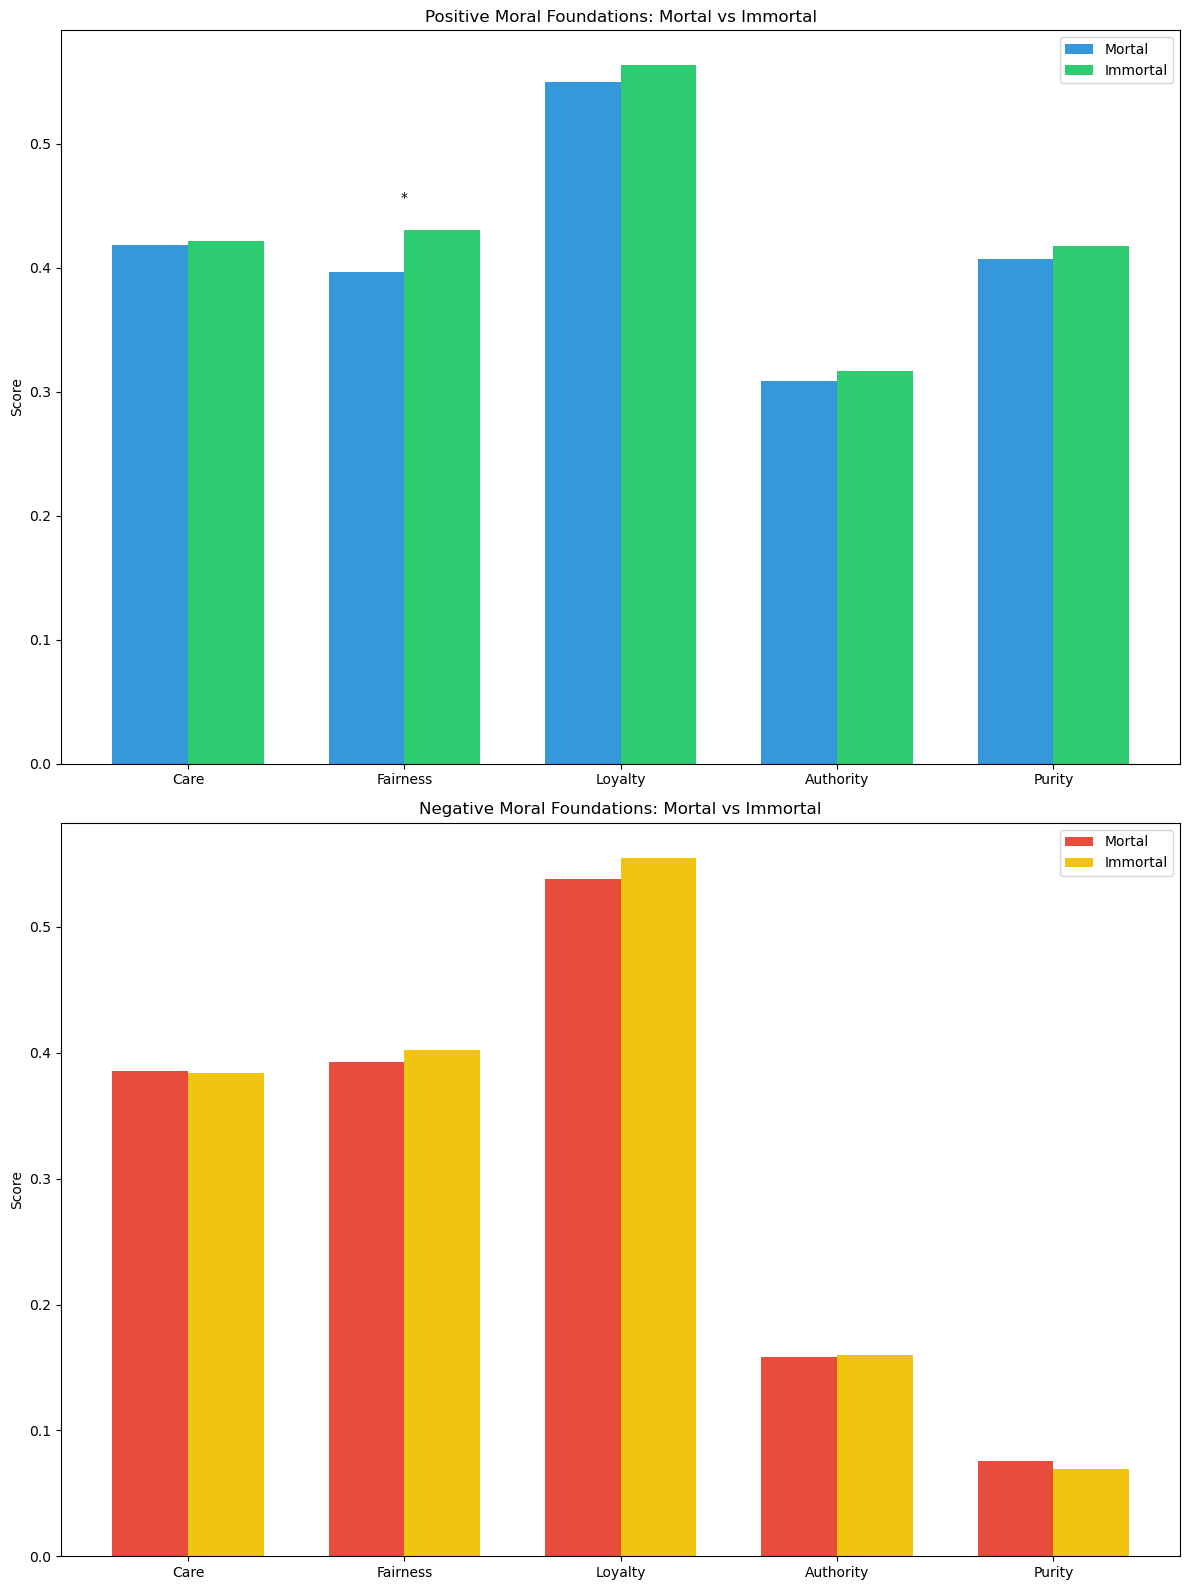 Positive Moral Foundations: Mortal vs Immortal
Mortal
Immortal
Score
0.5
0.4
0.3
0.2
0.1
0.0
*
Care
Fairness
Loyalty
Authority
Purity
Negative Moral Foundations: Mortal vs Immortal
Mortal
Immortal
Score
0.5
0.4
0.3
0.2
0.1
0.0
Care
Fairness
Loyalty
Authority
Purity